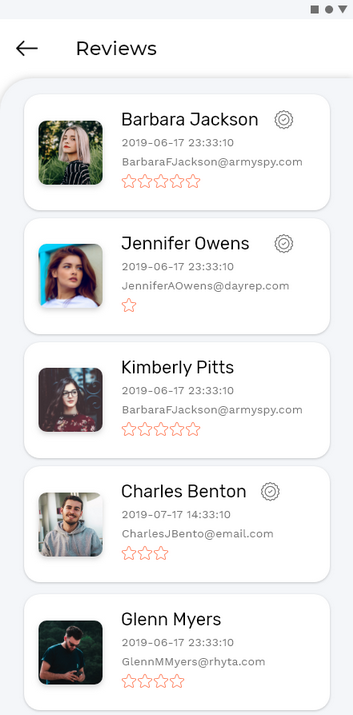 Reviews
Barbara Jackson
2019-06-17 23:33:10
BarbaraFJackson@armyspy.com
Jennifer Owens
2019-06-17 23:33:10
JenniferAOwens@dayrep.com
Kimberly Pitts
2019-06-17 23:33:10
BarbaraFJackson@armyspy.com
Charles Benton
2019-07-17 14:33:10
CharlesJBento@email.com
Glenn Myers
2019-06-17 23:33:10
GlennMMyers@rhyta.com